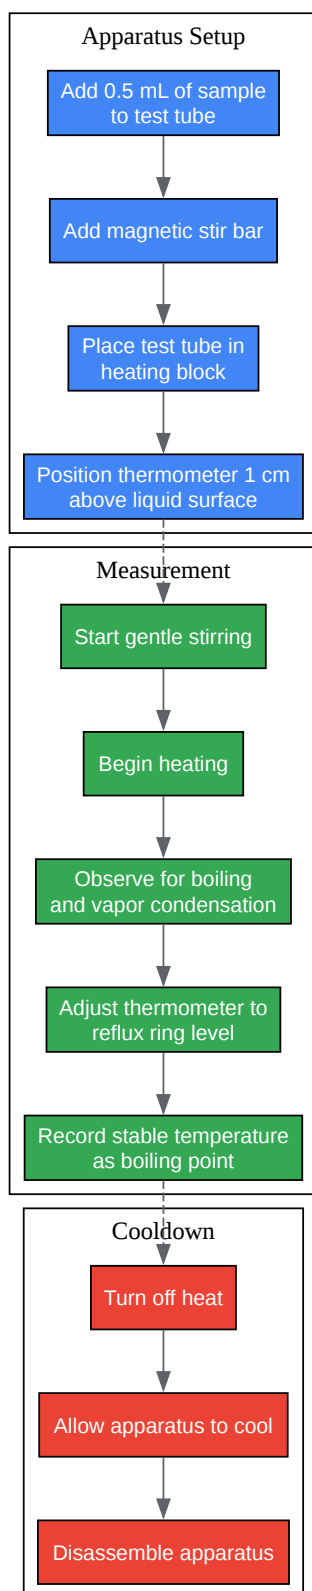 Apparatus Setup
Add 0.5 mL of sample
to test tube
Add magnetic stir bar
Place test tube in
heating block
Position thermometer 1 cm
above liquid surface
Measurement
Start gentle stirring
Begin heating
Observe for boiling
and vapor condensation
Adjust thermometer to
reflux ring level
Record stable temperature
as boiling point
Cooldown
Turn off heat
Allow apparatus to cool
Disassemble apparatus